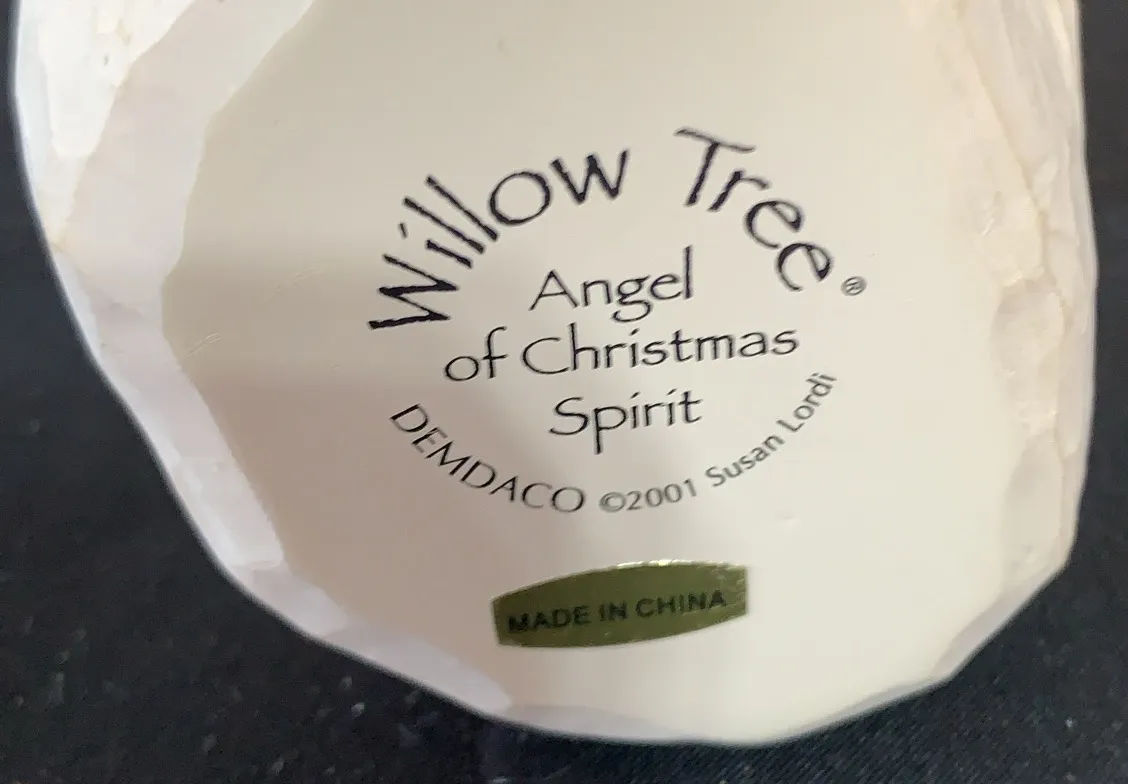 Willow Tree®
Angel
of Christmas
Spirit
DEMDACO ©2001 Susan Lordi
MADE IN CHINA